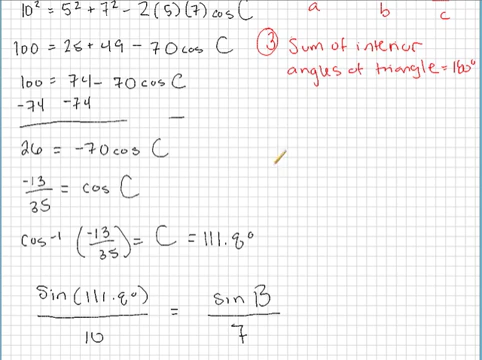 10² = 5² + 7² - 2(5)(7) cos C
a b c
100 = 25 + 49 - 70 cos C
③ Sum of interior
angles of triangle = 180°
100 = 74 - 70 cos C
-74 -74
26 = -70 cos C
-13/35 = cos C
cos⁻¹ (-13/35) = C = 111.8°
sin(111.8°)/10 = sin B/7